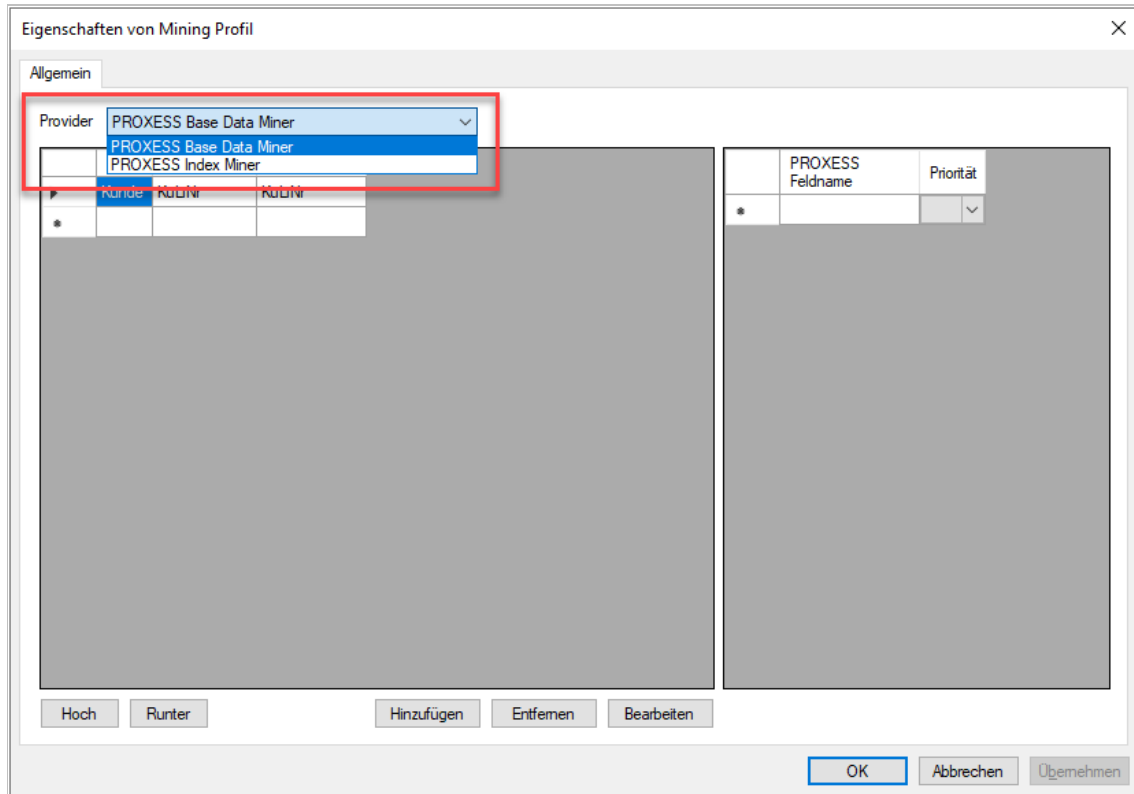 Eigenschaften von Mining Profil
Allgemein
Provider PROXESS Base Data Miner
PROXESS Base Data Miner
PROXESS Index Miner
Kunde
PROXESS
Feldname
Priorität
Hoch Runter Hinzufügen Entfernen Bearbeiten
OK Abbrechen Übernehmen